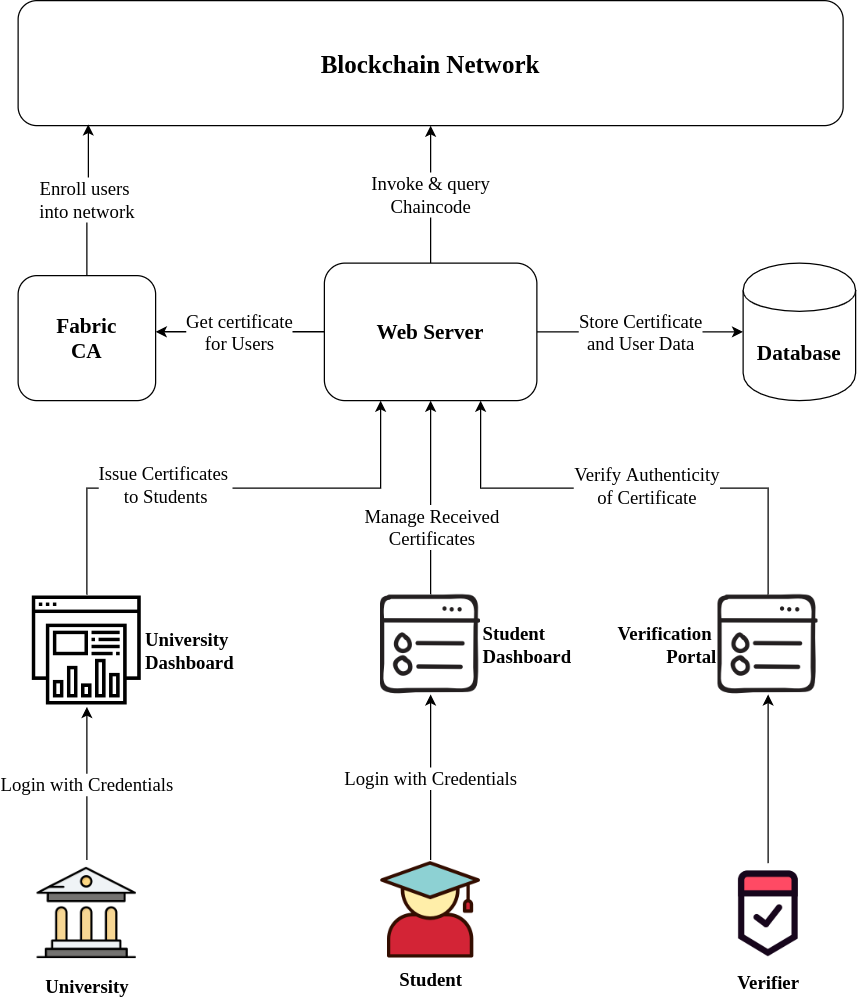 Blockchain Network
Enroll users
into network
Invoke & query
Chaincode
Fabric
CA
Get certificate
for Users
Web Server
Store Certificate
and User Data
Database
Issue Certificates
to Students
Manage Received
Certificates
Verify Authenticity
of Certificate
University
Dashboard
Student
Dashboard
Verification
Portal
Login with Credentials
Login with Credentials
University
Student
Verifier